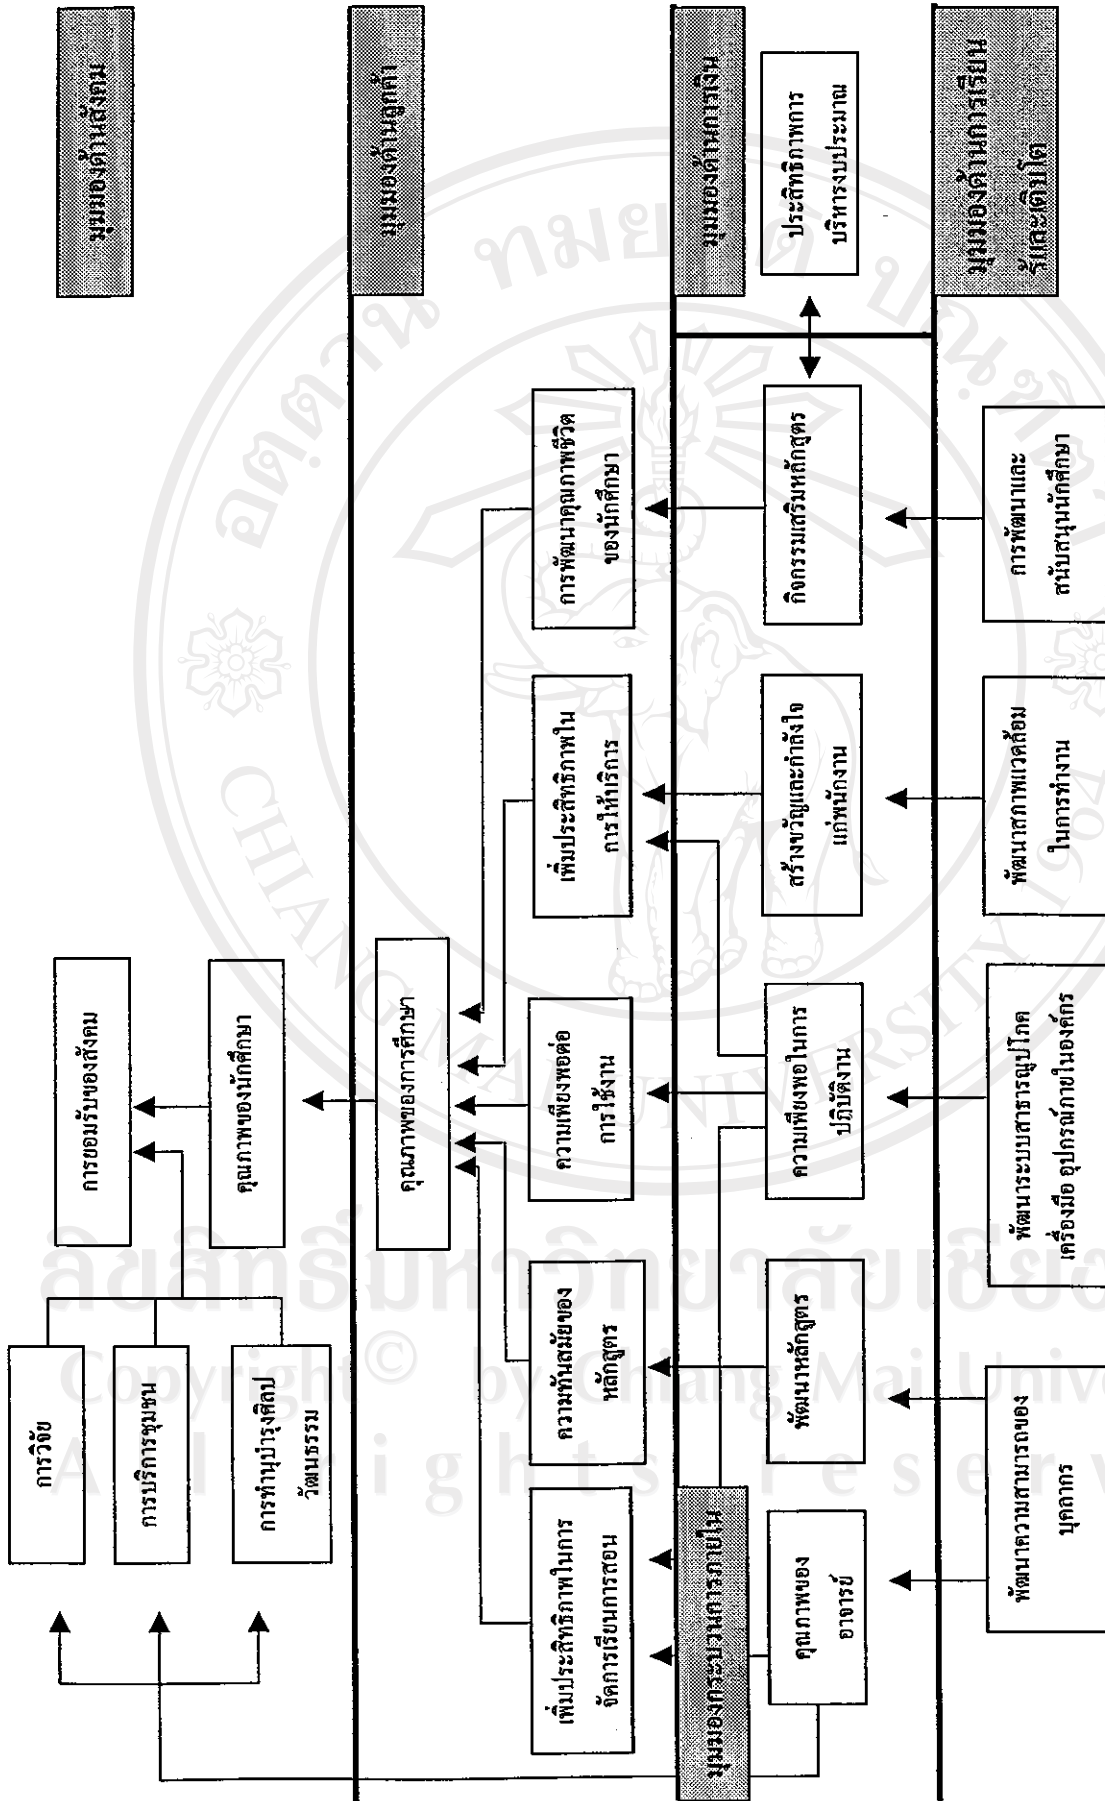 มุมมองด้านสังคม
การยอมรับของสังคม
คุณภาพของนักศึกษา
การวิจัย
การบริการชุมชน
การทำนุบำรุงศิลป
วัฒนธรรม
มุมมองด้านลูกค้า
คุณภาพของการศึกษา
เพิ่มประสิทธิภาพในการ
จัดการเรียนการสอน
ความทันสมัยของ
หลักสูตร
ความเพียงพอต่อ
การใช้งาน
เพิ่มประสิทธิภาพใน
การให้บริการ
การพัฒนาคุณภาพชีวิต
ของนักศึกษา
มุมมองกระบวนการภายใน
มุมมองด้านการเงิน
คุณภาพของ
อาจารย์
พัฒนาหลักสูตร
ความเพียงพอในการ
ปฏิบัติงาน
สร้างขวัญและกำลังใจ
แก่พนักงาน
กิจกรรมเสริมหลักสูตร
ประสิทธิภาพการ
บริหารงบประมาณ
มุมมองด้านการเรียน
รู้และเติบโต
พัฒนาความสามารถของ
บุคลากร
พัฒนาระบบสาธารณูปโภค
เครื่องมือ อุปกรณ์ภายในองค์กร
พัฒนาสภาพแวดล้อม
ในการทำงาน
การพัฒนาและ
สนับสนุนนักศึกษา
CHIANG MAI UNIVERSITY 1964
ลิขสิทธิ์มหาวิทยาลัยเชียง
Copyright © by Chiang Mai Unive
All rights reserv